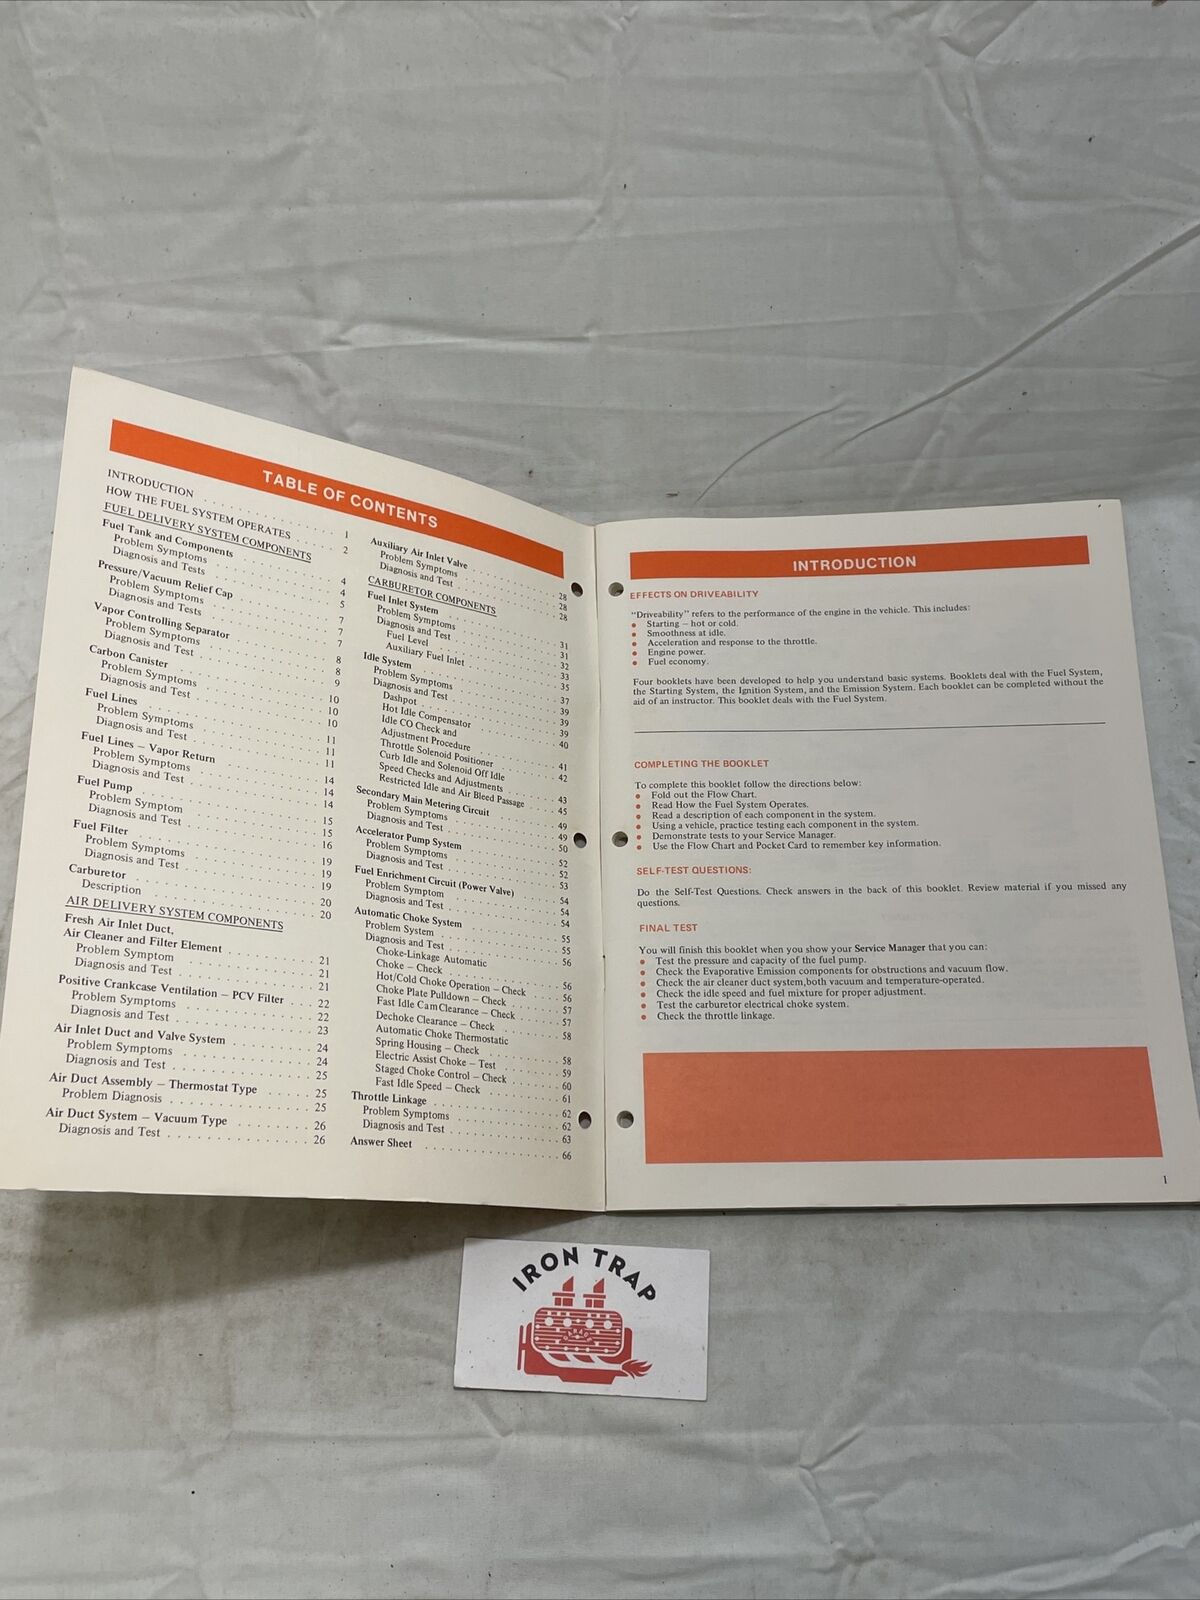 TABLE OF CONTENTS
INTRODUCTION . . . . . . . . . . . . . . 1
HOW THE FUEL SYSTEM OPERATES . . . . . 2
FUEL DELIVERY SYSTEM COMPONENTS
Fuel Tank and Components . . . . . . . . . 4
Problem Symptoms . . . . . . . . . . . 4
Diagnosis and Tests . . . . . . . . . . . 5
Pressure/Vacuum Relief Cap . . . . . . . . . 7
Problem Symptoms . . . . . . . . . . . 7
Diagnosis and Tests . . . . . . . . . . . 7
Vapor Controlling Separator . . . . . . . . . 8
Problem Symptoms . . . . . . . . . . . 8
Diagnosis and Test . . . . . . . . . . . 9
Carbon Canister . . . . . . . . . . . . . 10
Problem Symptoms . . . . . . . . . . . 10
Diagnosis and Test . . . . . . . . . . . 10
Fuel Lines . . . . . . . . . . . . . . . 11
Problem Symptoms . . . . . . . . . . . 11
Diagnosis and Test . . . . . . . . . . . 11
Fuel Lines – Vapor Return . . . . . . . . . 14
Problem Symptoms . . . . . . . . . . . 14
Diagnosis and Test . . . . . . . . . . . 14
Fuel Pump . . . . . . . . . . . . . . . 15
Problem Symptom . . . . . . . . . . . 15
Diagnosis and Test . . . . . . . . . . . 16
Fuel Filter . . . . . . . . . . . . . . . 19
Problem Symptoms . . . . . . . . . . . 19
Diagnosis and Test . . . . . . . . . . . 19
Carburetor . . . . . . . . . . . . . . . 20
Description . . . . . . . . . . . . . . 20
AIR DELIVERY SYSTEM COMPONENTS
Fresh Air Inlet Duct,
Air Cleaner and Filter Element . . . . . . . . 21
Problem Symptom . . . . . . . . . . . 21
Diagnosis and Test . . . . . . . . . . . 21
Positive Crankcase Ventilation – PCV Filter . . . 22
Problem Symptoms . . . . . . . . . . . 22
Diagnosis and Test . . . . . . . . . . . 23
Air Inlet Duct and Valve System . . . . . . . 24
Problem Symptoms . . . . . . . . . . . 24
Diagnosis and Test . . . . . . . . . . . 25
Air Duct Assembly – Thermostat Type . . . . . 25
Problem Diagnosis . . . . . . . . . . . 25
Air Duct System – Vacuum Type . . . . . . . 26
Diagnosis and Test . . . . . . . . . . . 26
Auxiliary Air Inlet Valve . . . . . . . . . . 28
Problem Symptoms . . . . . . . . . . . 28
Diagnosis and Test . . . . . . . . . . . 28
CARBURETOR COMPONENTS
Fuel Inlet System . . . . . . . . . . . . . 31
Problem Symptoms . . . . . . . . . . . 31
Diagnosis and Test . . . . . . . . . . . 32
Fuel Level . . . . . . . . . . . . . . 33
Auxiliary Fuel Inlet . . . . . . . . . . 35
Idle System . . . . . . . . . . . . . . . 37
Problem Symptoms . . . . . . . . . . . 39
Diagnosis and Test . . . . . . . . . . . 39
Dashpot . . . . . . . . . . . . . . . 39
Hot Idle Compensator . . . . . . . . . 40
Idle CO Check and
Adjustment Procedure . . . . . . . . . 41
Throttle Solenoid Positioner . . . . . . . 42
Curb Idle and Solenoid Off Idle
Speed Checks and Adjustments . . . . . . 43
Restricted Idle and Air Bleed Passage . . . . 45
Secondary Main Metering Circuit . . . . . . . 49
Problem Symptoms . . . . . . . . . . . 49
Diagnosis and Test . . . . . . . . . . . 50
Accelerator Pump System . . . . . . . . . . 52
Problem Symptoms . . . . . . . . . . . 52
Diagnosis and Test . . . . . . . . . . . 53
Fuel Enrichment Circuit (Power Valve) . . . . . 54
Problem Symptom . . . . . . . . . . . 54
Diagnosis and Test . . . . . . . . . . . 54
Automatic Choke System . . . . . . . . . . 55
Problem System . . . . . . . . . . . . 55
Diagnosis and Test . . . . . . . . . . . 56
Choke-Linkage Automatic
Choke – Check . . . . . . . . . . . . 56
Hot/Cold Choke Operation – Check . . . . 56
Choke Plate Pulldown – Check . . . . . . 57
Fast Idle Cam Clearance – Check . . . . . 57
Dechoke Clearance – Check . . . . . . . 58
Automatic Choke Thermostatic
Spring Housing – Check . . . . . . . . 58
Electric Assist Choke – Test . . . . . . . 59
Staged Choke Control – Check . . . . . . 60
Fast Idle Speed – Check . . . . . . . . 61
Throttle Linkage . . . . . . . . . . . . . 62
Problem Symptoms . . . . . . . . . . . 62
Diagnosis and Test . . . . . . . . . . . 63
Answer Sheet . . . . . . . . . . . . . . 66
INTRODUCTION
EFFECTS ON DRIVEABILITY
“Driveability” refers to the performance of the engine in the vehicle. This includes:
● Starting – hot or cold.
● Smoothness at idle.
● Acceleration and response to the throttle.
● Engine power.
● Fuel economy.
Four booklets have been developed to help you understand basic systems. Booklets deal with the Fuel System,
the Starting System, the Ignition System, and the Emission System. Each booklet can be completed without the
aid of an instructor. This booklet deals with the Fuel System.
COMPLETING THE BOOKLET
To complete this booklet follow the directions below:
● Fold out the Flow Chart.
● Read How the Fuel System Operates.
● Read a description of each component in the system.
● Using a vehicle, practice testing each component in the system.
● Demonstrate tests to your Service Manager.
● Use the Flow Chart and Pocket Card to remember key information.
SELF-TEST QUESTIONS:
Do the Self-Test Questions. Check answers in the back of this booklet. Review material if you missed any
questions.
FINAL TEST
You will finish this booklet when you show your Service Manager that you can:
● Test the pressure and capacity of the fuel pump.
● Check the Evaporative Emission components for obstructions and vacuum flow.
● Check the air cleaner duct system,both vacuum and temperature-operated.
● Check the idle speed and fuel mixture for proper adjustment.
● Test the carburetor electrical choke system.
● Check the throttle linkage.
1
IRON TRAP